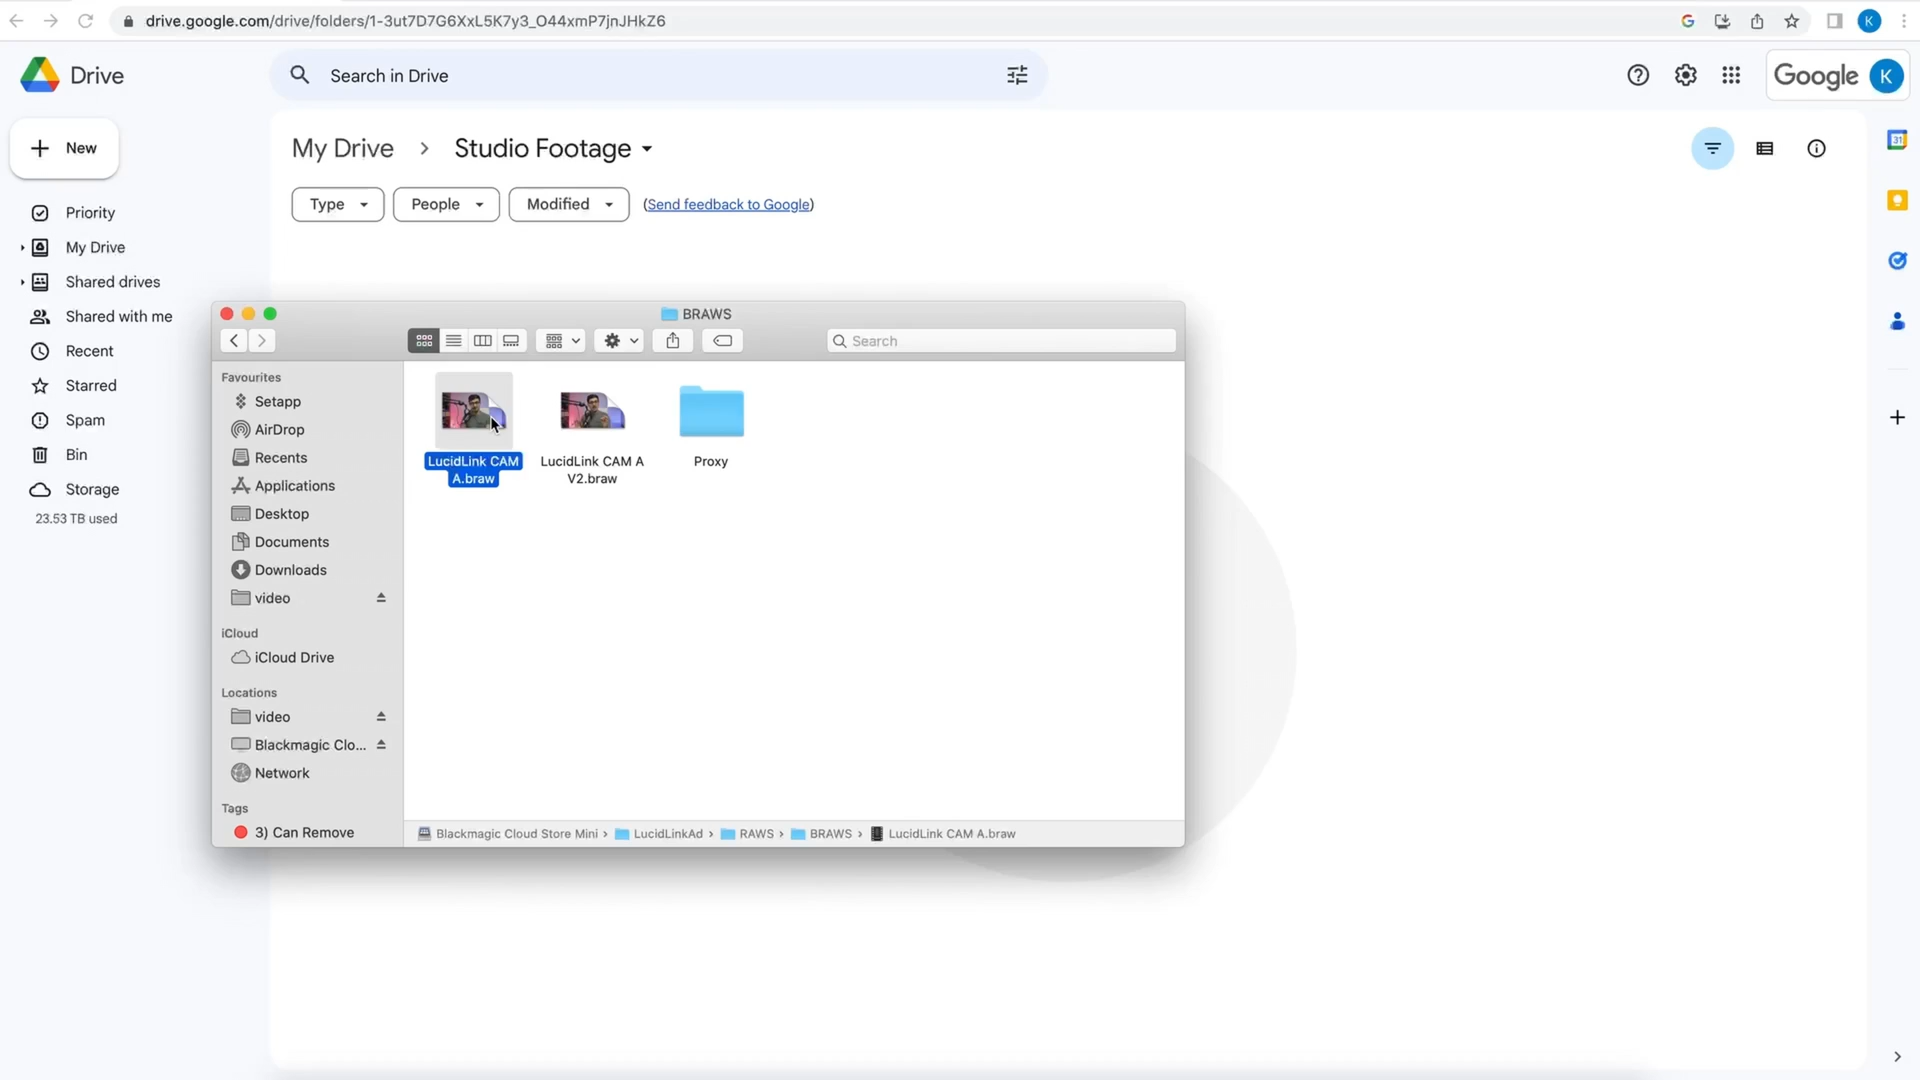 drive.google.com/drive/folders/1-3ut7D7G6XxL5K7y3_O44xmP7jnJHkZ6
K
Drive
Search in Drive
Google
K
New
My Drive
Studio Footage
31
Type
People
Modified
(Send feedback to Google)
Priority
My Drive
Shared drives
Shared with me
Recent
Starred
Spam
Bin
Storage
23.53 TB used
BRAWS
Search
Favourites
Setapp
AirDrop
Recents
Applications
Desktop
Documents
Downloads
video
iCloud
iCloud Drive
Locations
video
Blackmagic Clo...
Network
Tags
3) Can Remove
LucidLink CAM
A.braw
LucidLink CAM A
V2.braw
Proxy
Blackmagic Cloud Store Mini › LucidLinkAd › RAWS › BRAWS › LucidLink CAM A.braw